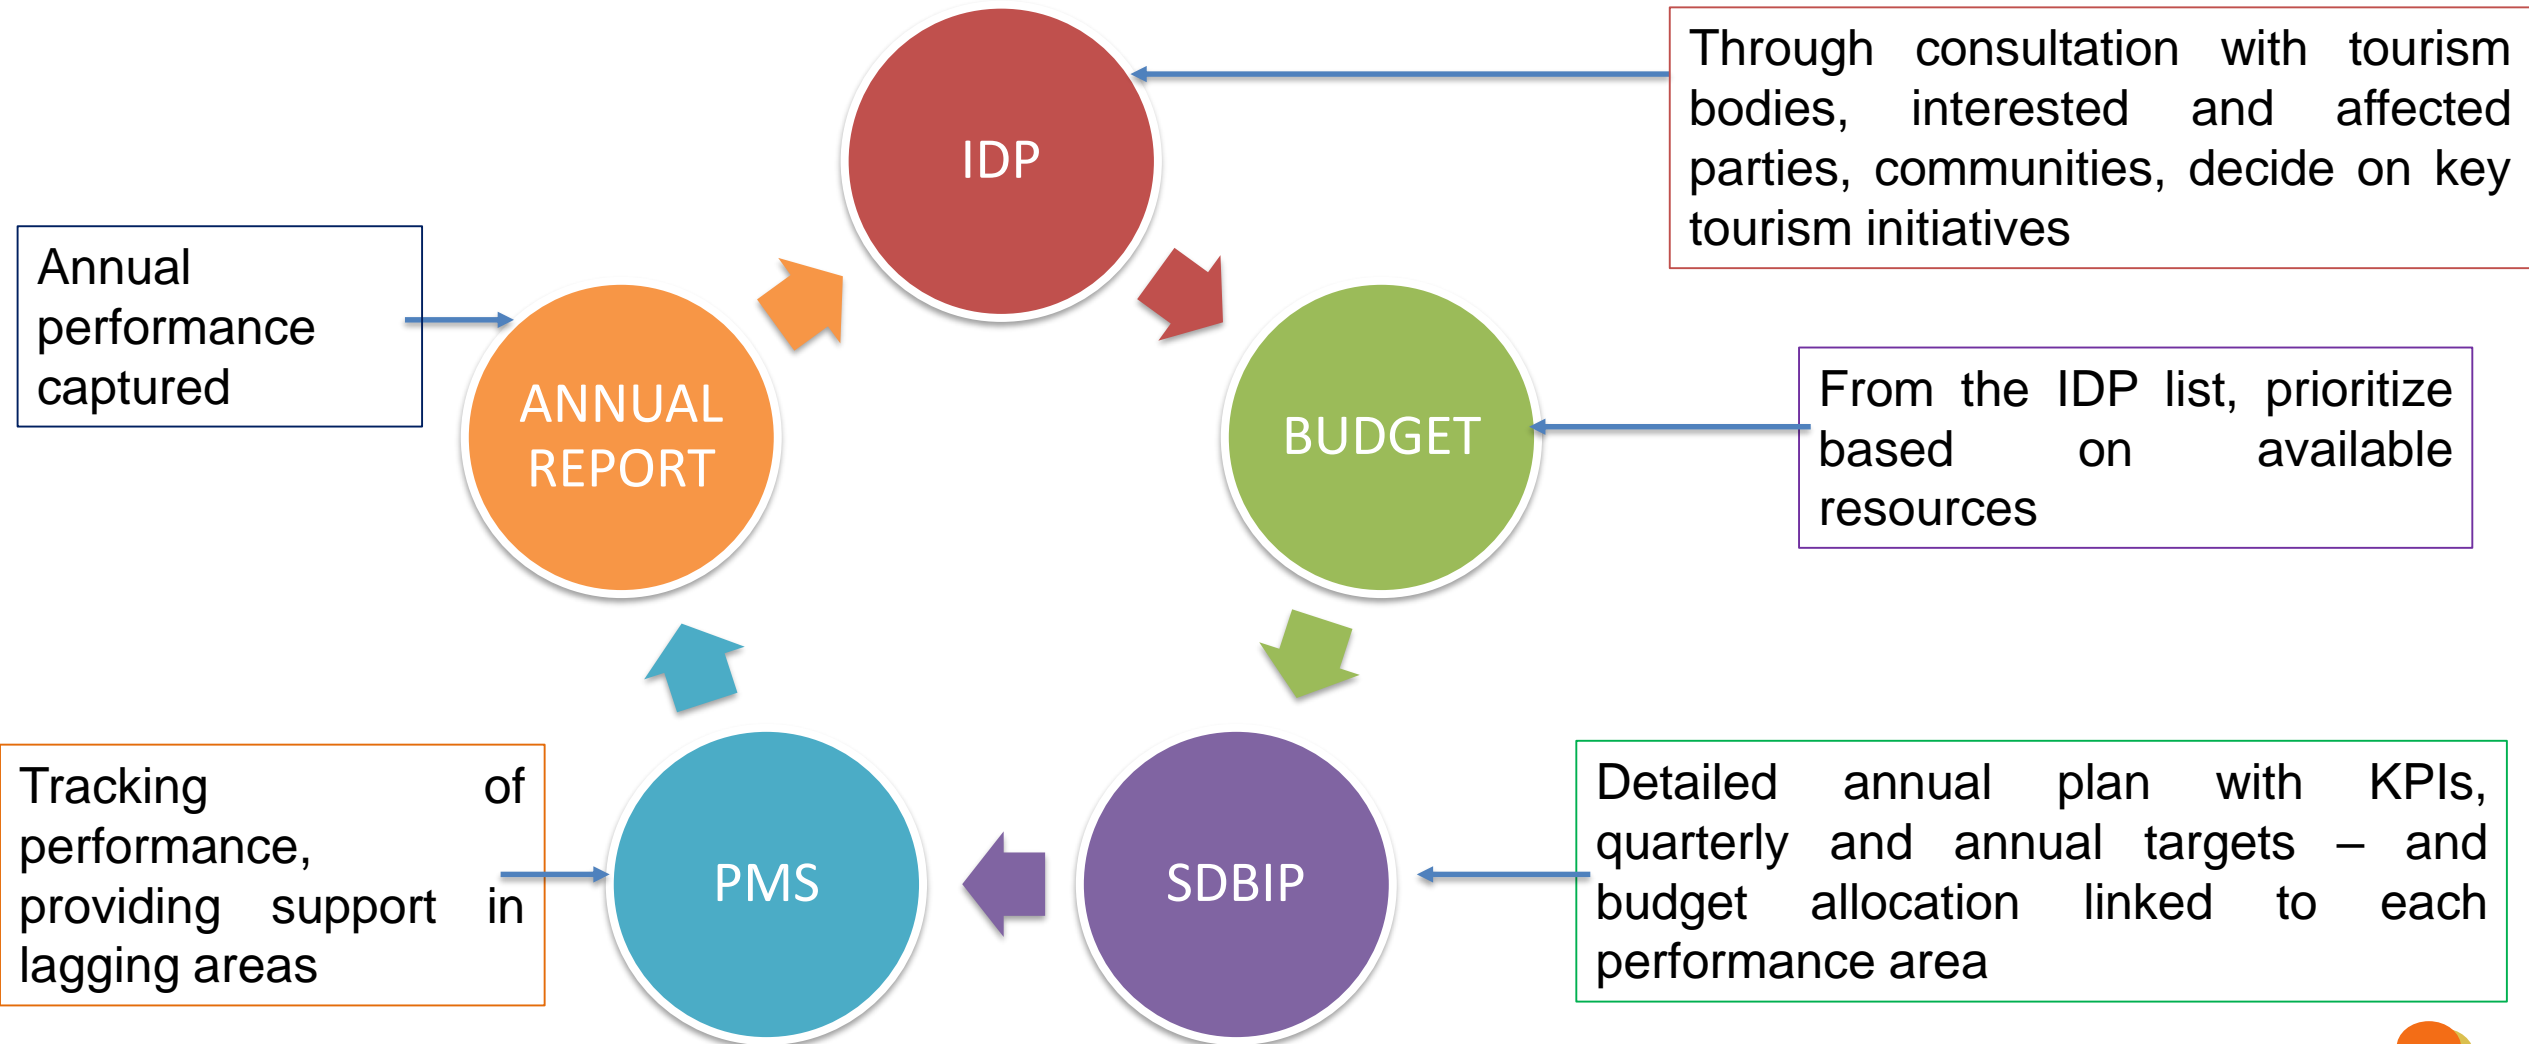 IDP
Through consultation with tourism
bodies, interested and affected
parties, communities, decide on key
tourism initiatives
Annual
performance
captured
ANNUAL
REPORT
BUDGET
From the IDP list, prioritize
based on available
resources
Tracking of
performance,
providing support in
lagging areas
PMS
SDBIP
Detailed annual plan with KPIs,
quarterly and annual targets – and
budget allocation linked to each
performance area